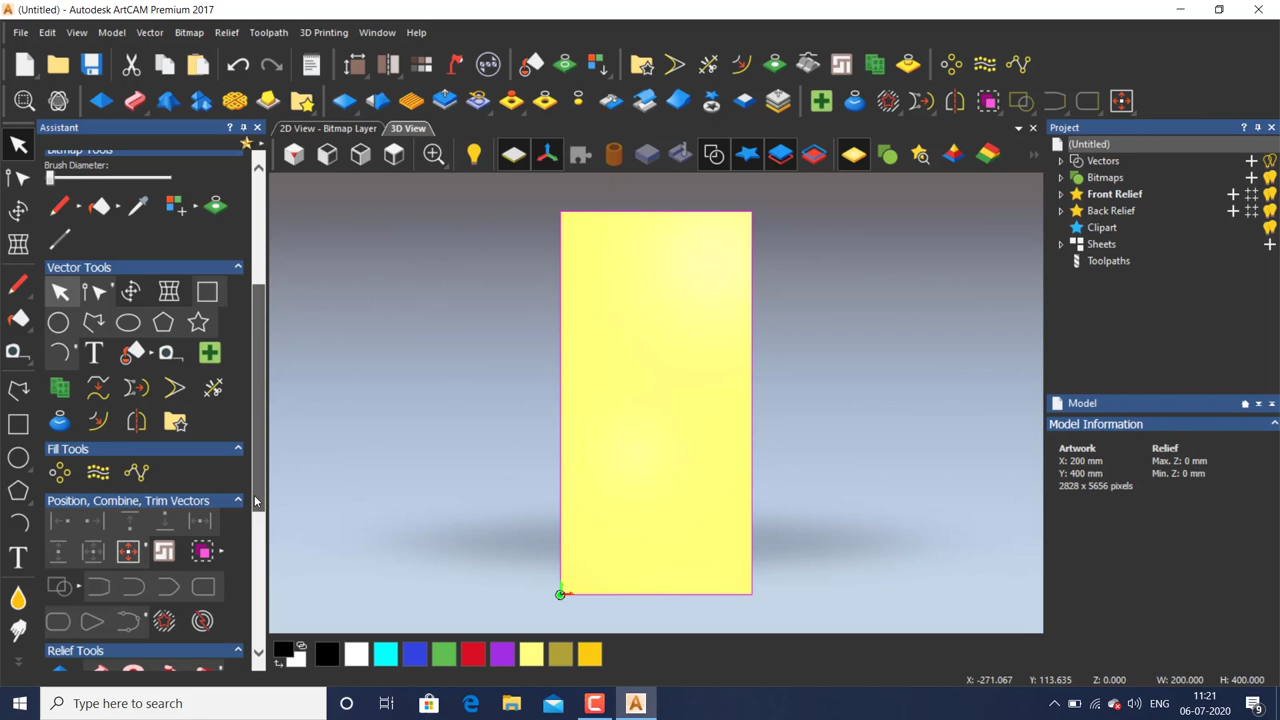 (Untitled) - Autodesk ArtCAM Premium 2017
File Edit View Model Vector Bitmap Relief Toolpath 3D Printing Window Help
Assistant
2D View - Bitmap Layer
3D View
Project
Bitmap Tools
Brush Diameter:
Vector Tools
Fill Tools
Position, Combine, Trim Vectors
Relief Tools
(Untitled)
Vectors
Bitmaps
Front Relief
Back Relief
Clipart
Sheets
Toolpaths
Model
Model Information
Artwork Relief
X: 200 mm Max. Z: 0 mm
Y: 400 mm Min. Z: 0 mm
2828 x 5656 pixels
X: -271.067 Y: 113.635 Z: 0.000 W: 200.000 H: 400.000
Type here to search
ENG
11:21
06-07-2020
9